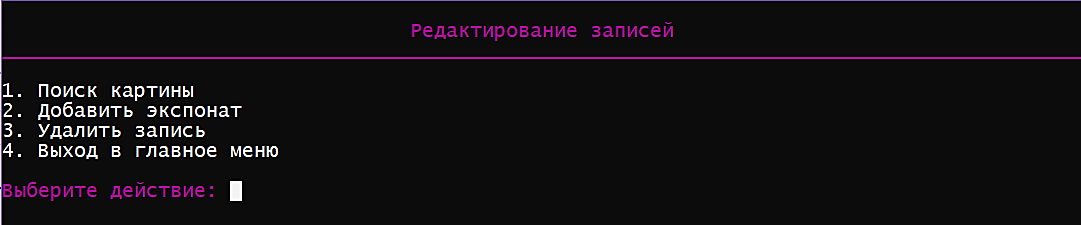 Редактирование записей
1. Поиск картины
2. Добавить экспонат
3. Удалить запись
4. Выход в главное меню
Выберите действие: